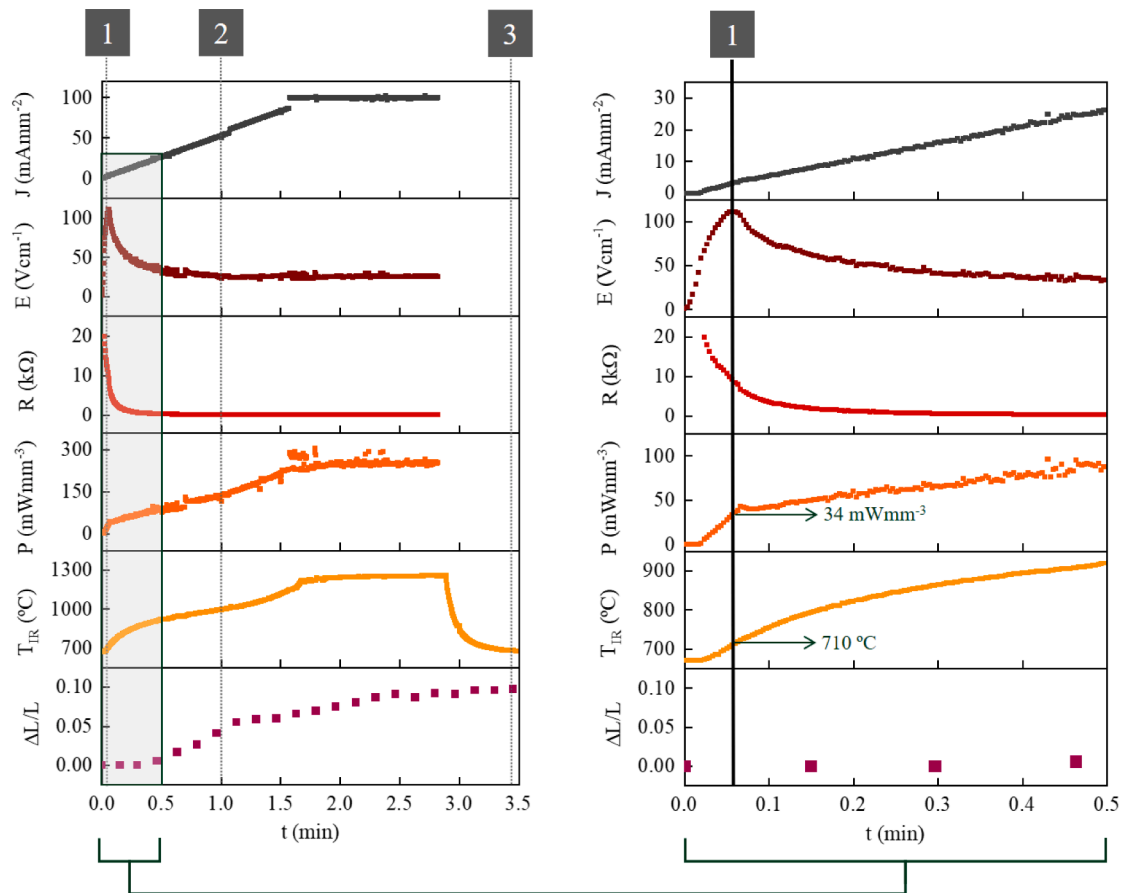 1
2
3
1
J (mAmm⁻²)
100
50
0
J (mAmm⁻²)
30
20
10
0
E (Vcm⁻¹)
100
50
0
E (Vcm⁻¹)
100
50
0
R (kΩ)
20
10
0
R (kΩ)
20
10
0
P (mWmm⁻³)
300
150
0
P (mWmm⁻³)
100
50
0
34 mWmm⁻³
T_IR (ºC)
1300
1000
700
T_IR (ºC)
900
800
700
710 ºC
ΔL/L
0.10
0.05
0.00
ΔL/L
0.10
0.05
0.00
0.0 0.5 1.0 1.5 2.0 2.5 3.0 3.5
t (min)
0.0 0.1 0.2 0.3 0.4 0.5
t (min)